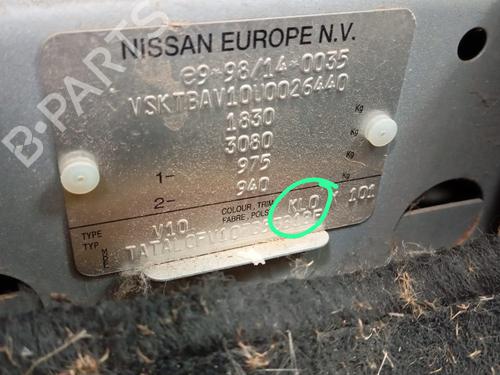 NISSAN EUROPE N.V.
e9-98/14*0035
VSKTBAV10U0026440
1830 Kg
3080 Kg
1- 975 Kg
2- 940 Kg
TYPE
TYP
V10
COLOUR, TRIM
FABRE, POLS
KL0 K 101
B-PARTS